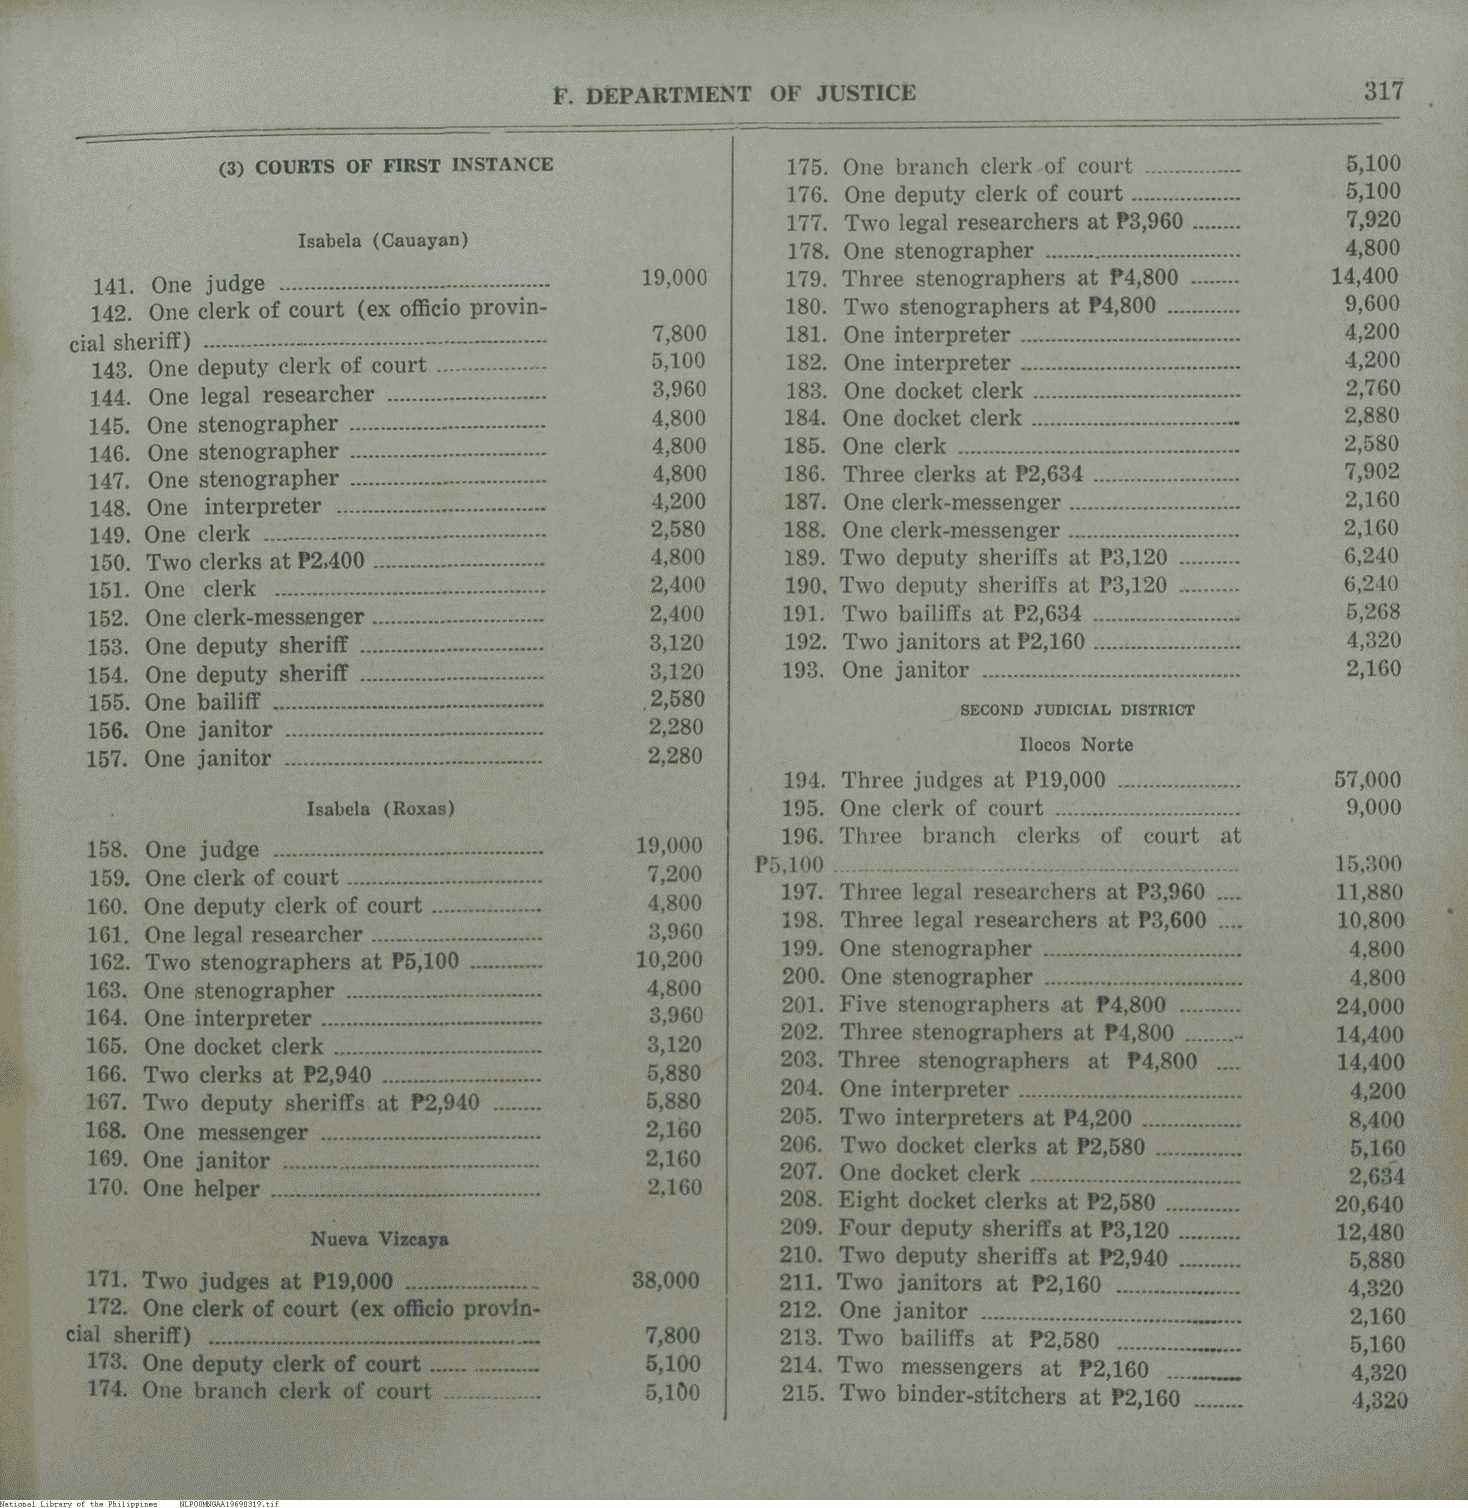 F. DEPARTMENT OF JUSTICE 317
(3) COURTS OF FIRST INSTANCE
Isabela (Cauayan)
141. One judge ........ 19,000
142. One clerk of court (ex officio provin-
cial sheriff) ........ 7,800
143. One deputy clerk of court ........ 5,100
144. One legal researcher ........ 3,960
145. One stenographer ........ 4,800
146. One stenographer ........ 4,800
147. One stenographer ........ 4,800
148. One interpreter ........ 4,200
149. One clerk ........ 2,580
150. Two clerks at ₱2,400 ........ 4,800
151. One clerk ........ 2,400
152. One clerk-messenger ........ 2,400
153. One deputy sheriff ........ 3,120
154. One deputy sheriff ........ 3,120
155. One bailiff ........ 2,580
156. One janitor ........ 2,280
157. One janitor ........ 2,280
Isabela (Roxas)
158. One judge ........ 19,000
159. One clerk of court ........ 7,200
160. One deputy clerk of court ........ 4,800
161. One legal researcher ........ 3,960
162. Two stenographers at ₱5,100 ........ 10,200
163. One stenographer ........ 4,800
164. One interpreter ........ 3,960
165. One docket clerk ........ 3,120
166. Two clerks at ₱2,940 ........ 5,880
167. Two deputy sheriffs at ₱2,940 ........ 5,880
168. One messenger ........ 2,160
169. One janitor ........ 2,160
170. One helper ........ 2,160
Nueva Vizcaya
171. Two judges at ₱19,000 ........ 38,000
172. One clerk of court (ex officio provin-
cial sheriff) ........ 7,800
173. One deputy clerk of court ........ 5,100
174. One branch clerk of court ........ 5,100
175. One branch clerk of court ........ 5,100
176. One deputy clerk of court ........ 5,100
177. Two legal researchers at ₱3,960 ........ 7,920
178. One stenographer ........ 4,800
179. Three stenographers at ₱4,800 ........ 14,400
180. Two stenographers at ₱4,800 ........ 9,600
181. One interpreter ........ 4,200
182. One interpreter ........ 4,200
183. One docket clerk ........ 2,760
184. One docket clerk ........ 2,880
185. One clerk ........ 2,580
186. Three clerks at ₱2,634 ........ 7,902
187. One clerk-messenger ........ 2,160
188. One clerk-messenger ........ 2,160
189. Two deputy sheriffs at ₱3,120 ........ 6,240
190. Two deputy sheriffs at ₱3,120 ........ 6,240
191. Two bailiffs at ₱2,634 ........ 5,268
192. Two janitors at ₱2,160 ........ 4,320
193. One janitor ........ 2,160
SECOND JUDICIAL DISTRICT
Ilocos Norte
194. Three judges at ₱19,000 ........ 57,000
195. One clerk of court ........ 9,000
196. Three branch clerks of court at
₱5,100 ........ 15,300
197. Three legal researchers at ₱3,960 .... 11,880
198. Three legal researchers at ₱3,600 .... 10,800
199. One stenographer ........ 4,800
200. One stenographer ........ 4,800
201. Five stenographers at ₱4,800 ........ 24,000
202. Three stenographers at ₱4,800 ........ 14,400
203. Three stenographers at ₱4,800 .... 14,400
204. One interpreter ........ 4,200
205. Two interpreters at ₱4,200 ........ 8,400
206. Two docket clerks at ₱2,580 ........ 5,160
207. One docket clerk ........ 2,634
208. Eight docket clerks at ₱2,580 ........ 20,640
209. Four deputy sheriffs at ₱3,120 ........ 12,480
210. Two deputy sheriffs at ₱2,940 ........ 5,880
211. Two janitors at ₱2,160 ........ 4,320
212. One janitor ........ 2,160
213. Two bailiffs at ₱2,580 ........ 5,160
214. Two messengers at ₱2,160 ........ 4,320
215. Two binder-stitchers at ₱2,160 ........ 4,320
National Library of the Philippines NLPOOMNGAA19690319.tif